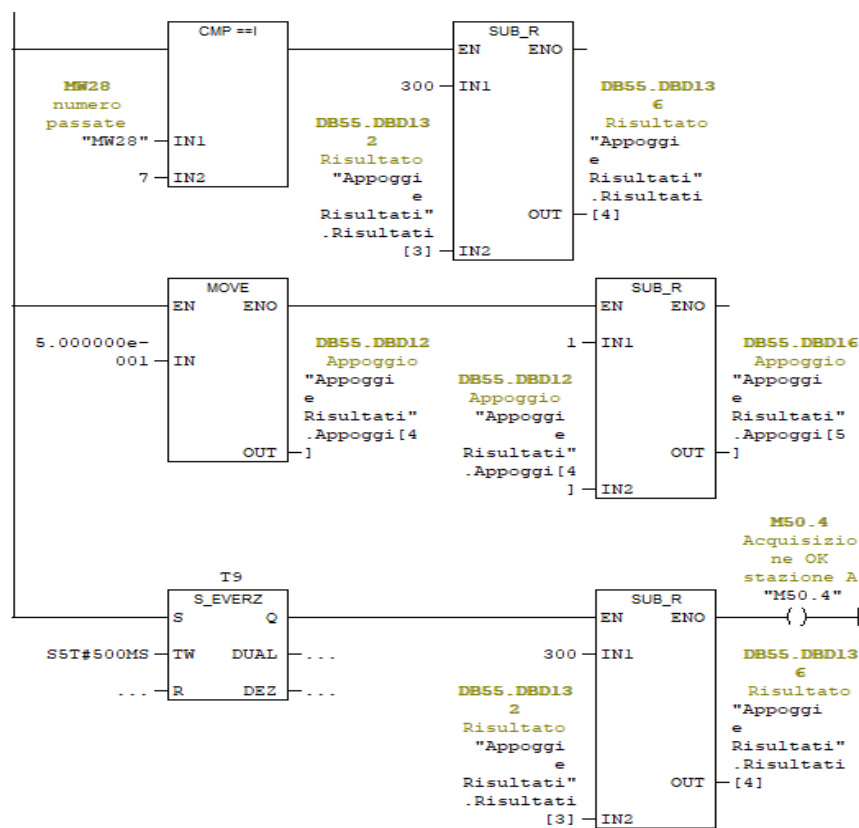 CMP ==I
MW28
numero
passate
"MW28"
IN1
7
IN2
SUB_R
EN
ENO
300
IN1
DB55.DBD13
2
Risultato
"Appoggi
e
Risultati"
.Risultati
[3]
IN2
DB55.DBD13
6
Risultato
"Appoggi
e
Risultati"
.Risultati
OUT
[4]
MOVE
EN
ENO
5.000000e-
001
IN
DB55.DBD12
Appoggio
"Appoggi
e
Risultati"
.Appoggi[4
OUT
]
SUB_R
EN
ENO
1
IN1
DB55.DBD12
Appoggio
"Appoggi
e
Risultati"
.Appoggi[4
]
IN2
DB55.DBD16
Appoggio
"Appoggi
e
Risultati"
.Appoggi[5
OUT
]
T9
S_EVERZ
S
Q
S5T#500MS
TW
DUAL
...
...
R
DEZ
...
SUB_R
EN
ENO
300
IN1
DB55.DBD13
2
Risultato
"Appoggi
e
Risultati"
.Risultati
[3]
IN2
M50.4
Acquisizio
ne OK
stazione A
"M50.4"
( )
DB55.DBD13
6
Risultato
"Appoggi
e
Risultati"
.Risultati
OUT
[4]